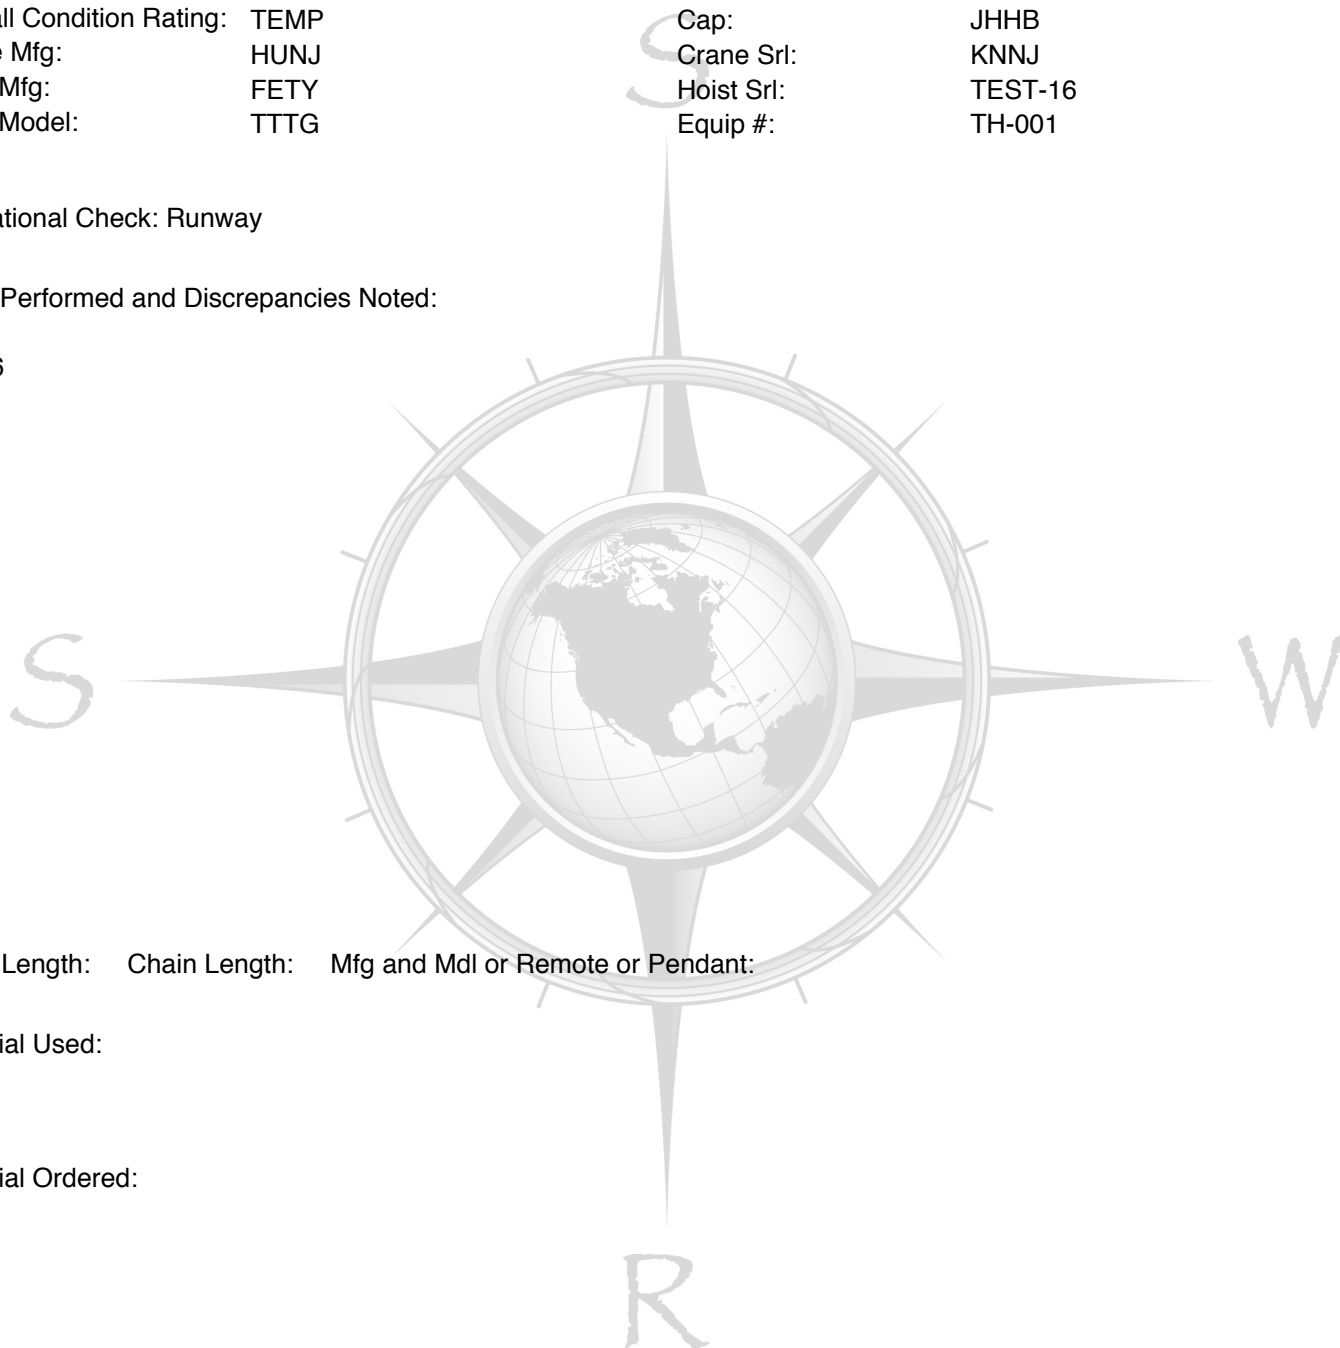 all Condition Rating: TEMP Cap: JHHB
e Mfg: HUNJ Crane Srl: KNNJ
Mfg: FETY Hoist Srl: TEST-16
Model: TTTG Equip #: TH-001
ational Check: Runway
Performed and Discrepancies Noted:
6
Length: Chain Length: Mfg and Mdl or Remote or Pendant:
ial Used:
ial Ordered:
S
S
W
R